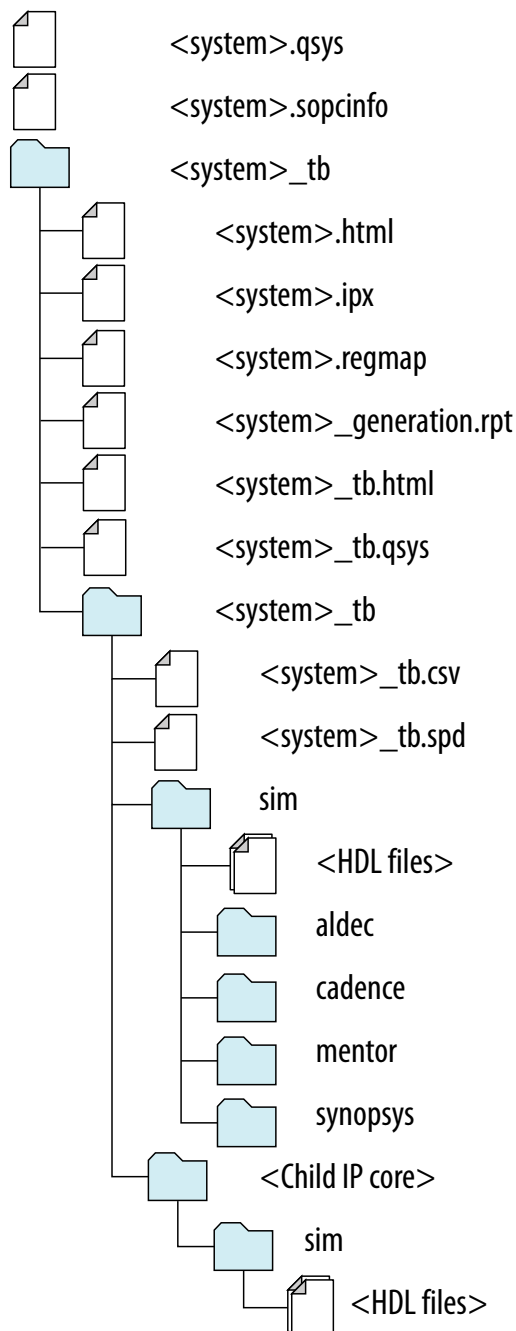 <system>.qsys
<system>.sopcinfo
<system>_tb
<system>.html
<system>.ipx
<system>.regmap
<system>_generation.rpt
<system>_tb.html
<system>_tb.qsys
<system>_tb
<system>_tb.csv
<system>_tb.spd
sim
<HDL files>
aldec
cadence
mentor
synopsys
<Child IP core>
sim
<HDL files>